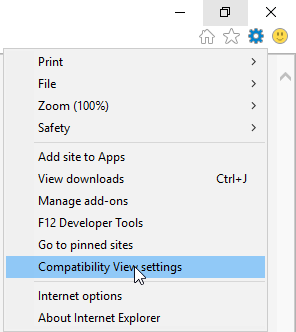 Print
File
Zoom (100%)
Safety
Add site to Apps
View downloads Ctrl+J
Manage add-ons
F12 Developer Tools
Go to pinned sites
Compatibility View settings
Internet options
About Internet Explorer